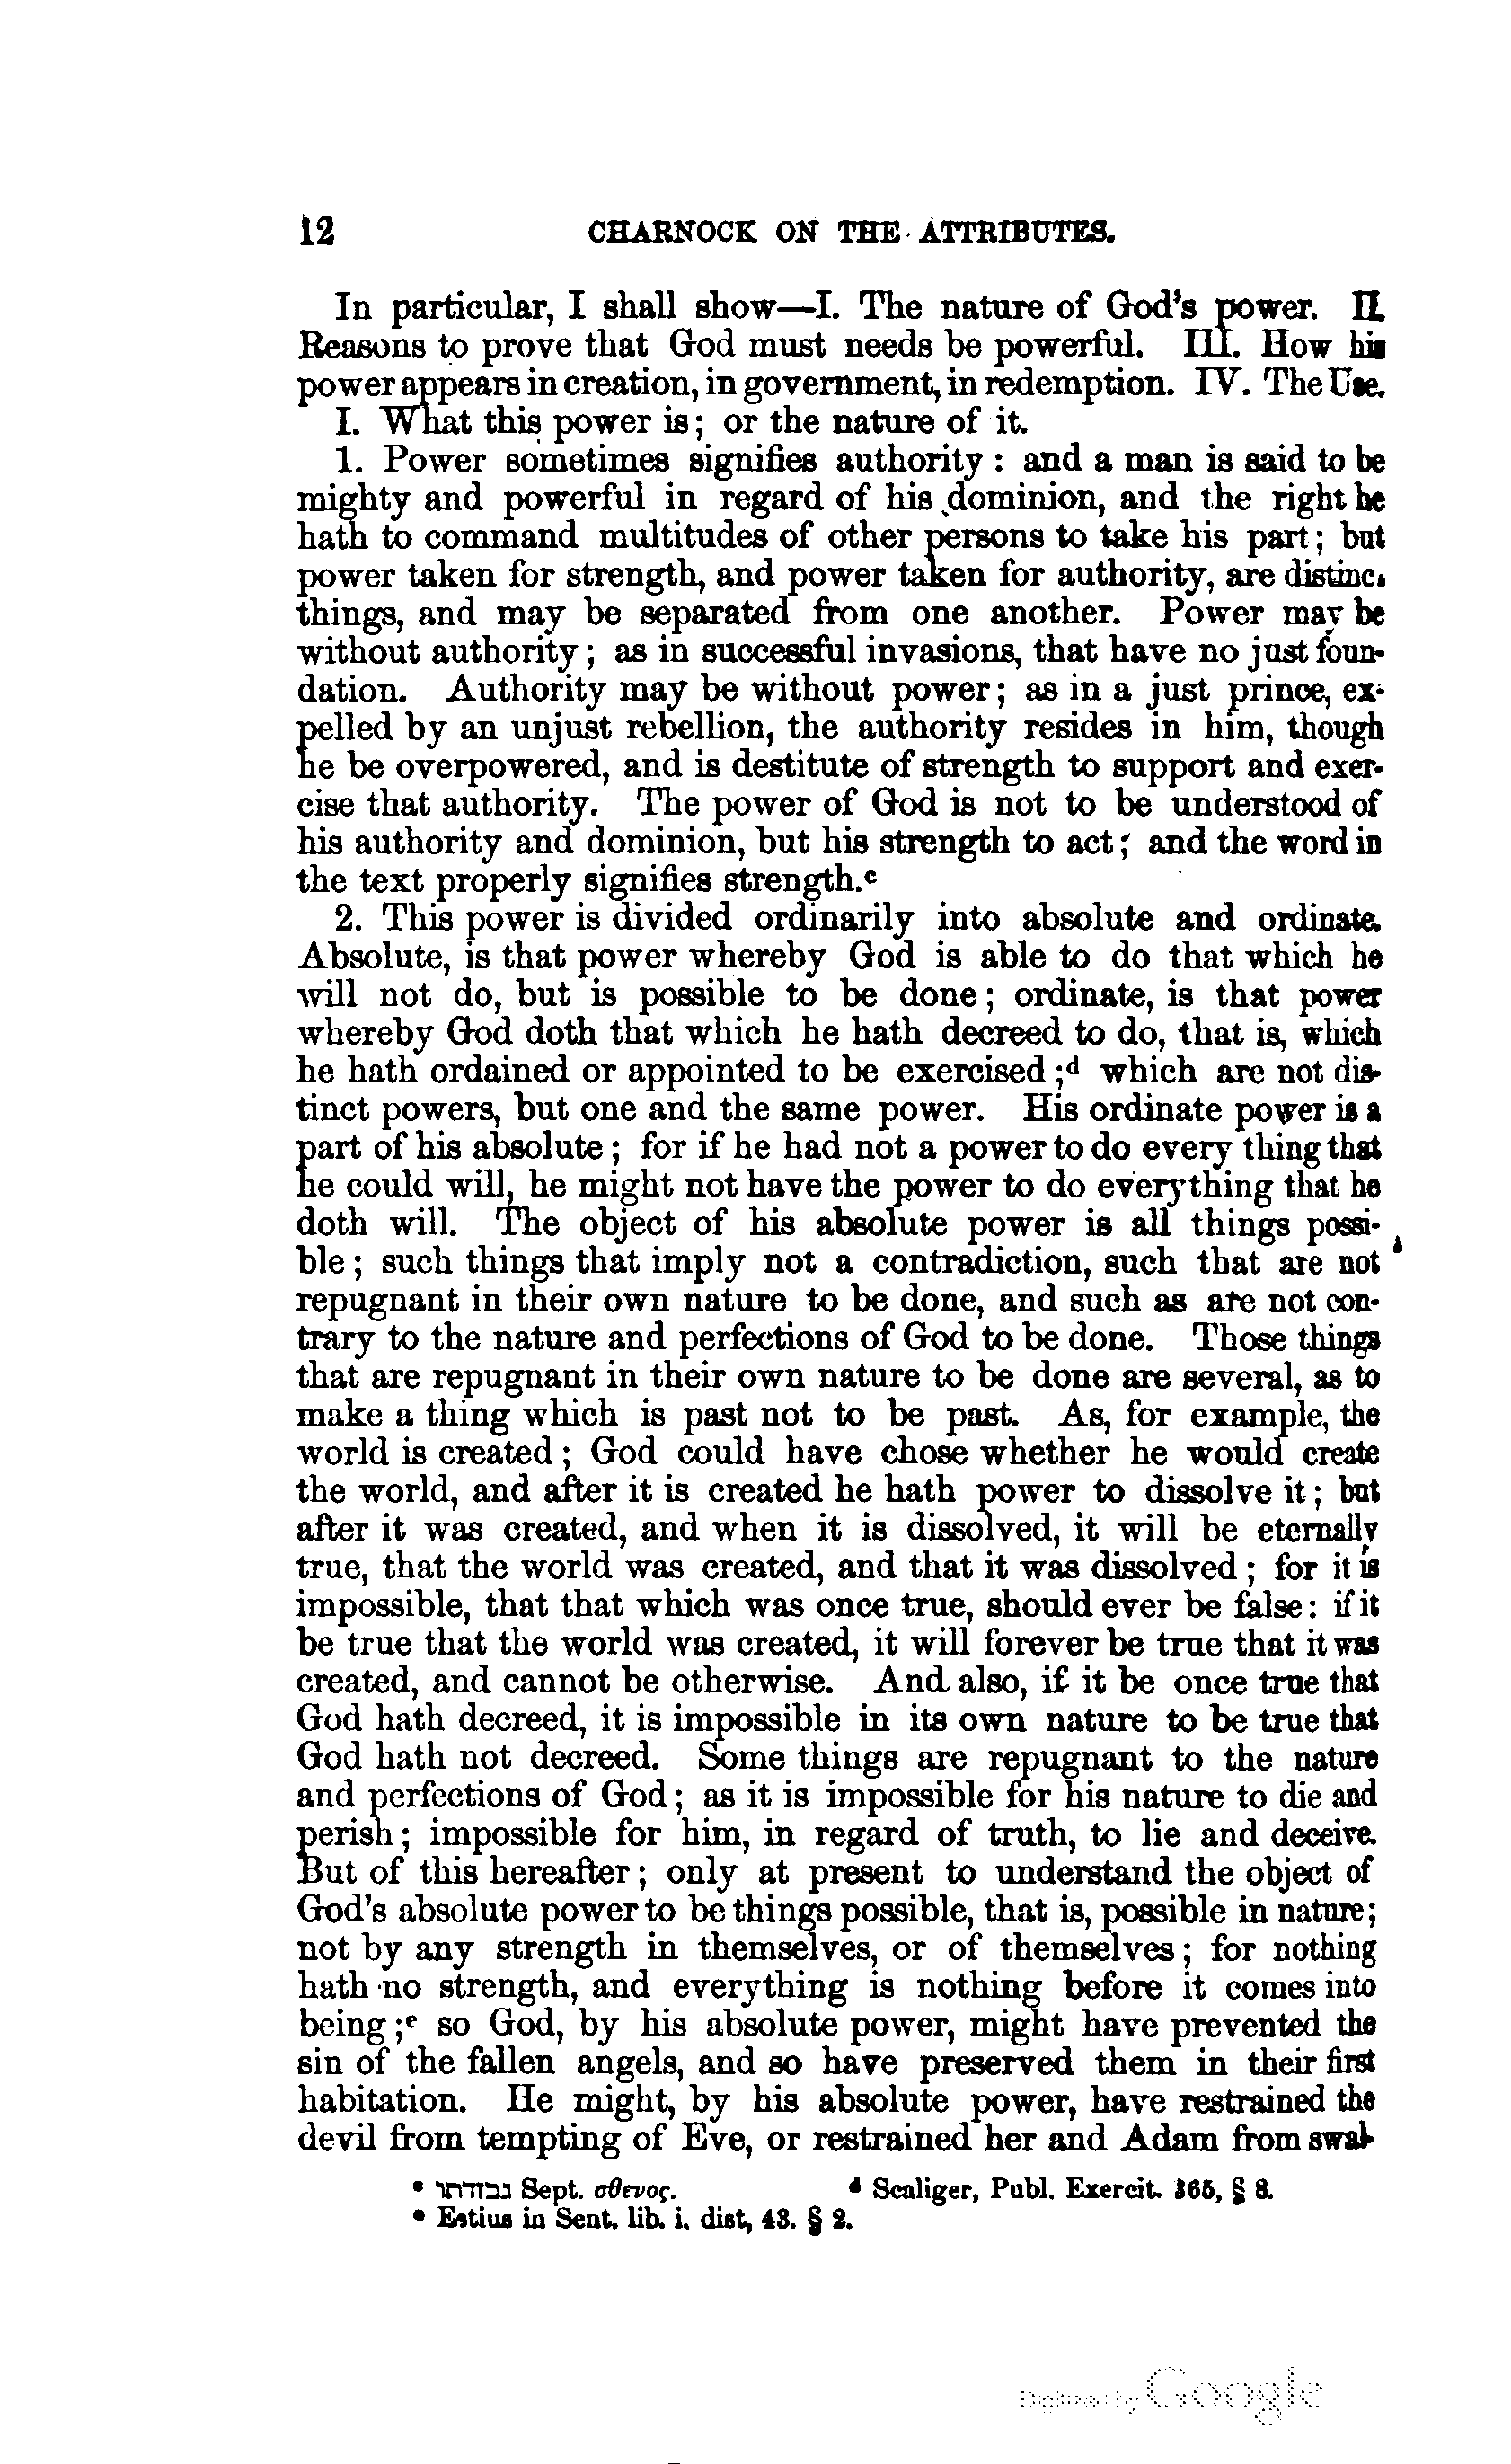 12 CHARNOCK ON THE ATTRIBUTES.
In particular, I shall show—I. The nature of God's power. II.
Reasons to prove that God must needs be powerful. III. How his
power appears in creation, in government, in redemption. IV. The Use.
I. What this power is; or the nature of it.
1. Power sometimes signifies authority: and a man is said to be
mighty and powerful in regard of his dominion, and the right he
hath to command multitudes of other persons to take his part; but
power taken for strength, and power taken for authority, are distinct
things, and may be separated from one another. Power may be
without authority; as in successful invasions, that have no just foun-
dation. Authority may be without power; as in a just prince, ex-
pelled by an unjust rebellion, the authority resides in him, though
he be overpowered, and is destitute of strength to support and exer-
cise that authority. The power of God is not to be understood of
his authority and dominion, but his strength to act; and the word in
the text properly signifies strength.c
2. This power is divided ordinarily into absolute and ordinate.
Absolute, is that power whereby God is able to do that which he
will not do, but is possible to be done; ordinate, is that power
whereby God doth that which he hath decreed to do, that is, which
he hath ordained or appointed to be exercised;d which are not dis-
tinct powers, but one and the same power. His ordinate power is a
part of his absolute; for if he had not a power to do every thing that
he could will, he might not have the power to do everything that he
doth will. The object of his absolute power is all things possi-
ble; such things that imply not a contradiction, such that are not
repugnant in their own nature to be done, and such as are not con-
trary to the nature and perfections of God to be done. Those things
that are repugnant in their own nature to be done are several, as to
make a thing which is past not to be past. As, for example, the
world is created; God could have chose whether he would create
the world, and after it is created he hath power to dissolve it; but
after it was created, and when it is dissolved, it will be eternally
true, that the world was created, and that it was dissolved; for it is
impossible, that that which was once true, should ever be false: if it
be true that the world was created, it will forever be true that it was
created, and cannot be otherwise. And also, if it be once true that
God hath decreed, it is impossible in its own nature to be true that
God hath not decreed. Some things are repugnant to the nature
and perfections of God; as it is impossible for his nature to die and
perish; impossible for him, in regard of truth, to lie and deceive.
But of this hereafter; only at present to understand the object of
God's absolute power to be things possible, that is, possible in nature;
not by any strength in themselves, or of themselves; for nothing
hath no strength, and everything is nothing before it comes into
being;e so God, by his absolute power, might have prevented the
sin of the fallen angels, and so have preserved them in their first
habitation. He might, by his absolute power, have restrained the
devil from tempting of Eve, or restrained her and Adam from swal-
c Sept. σθενος. d Scaliger, Publ. Exercit. 365, § 8.
e Estius in Sent. lib. i. dist, 43. § 2.
Digitized by Google